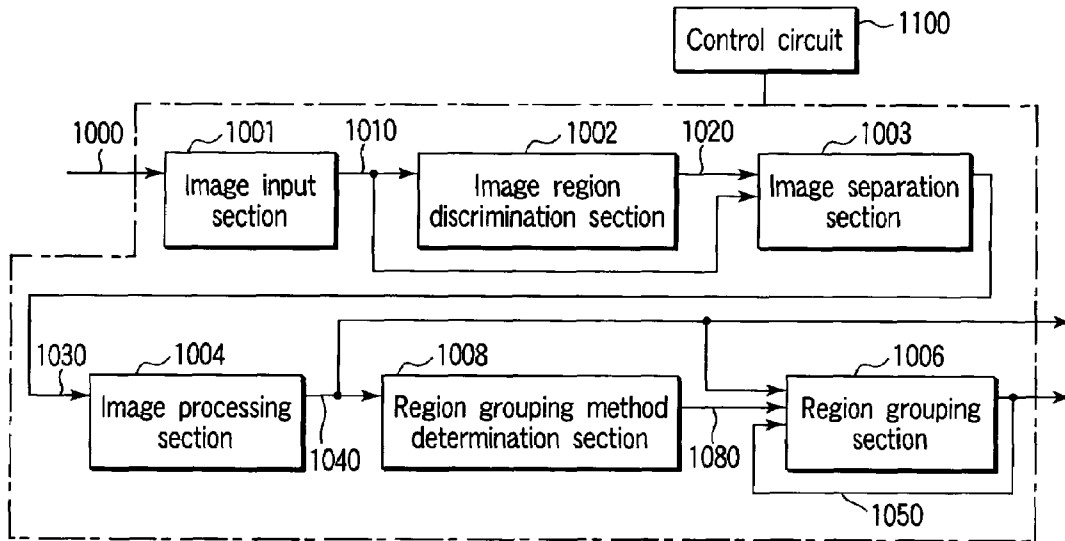 Control circuit
1100
1000
1001
1010
1002
1020
1003
Image input
section
Image region
discrimination section
Image separation
section
1030
1004
1008
1006
Image processing
section
1040
Region grouping method
determination section
1080
Region grouping
section
1050